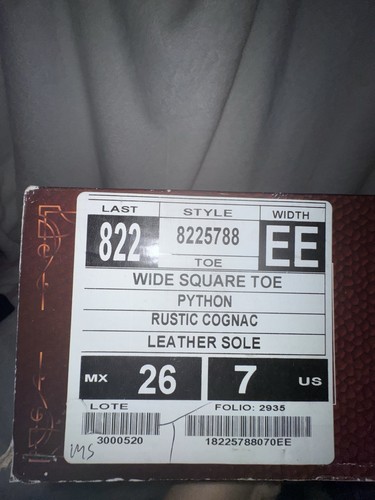 LAST STYLE WIDTH
822 8225788 EE
TOE
WIDE SQUARE TOE
PYTHON
RUSTIC COGNAC
LEATHER SOLE
MX 26 7 US
LOTE FOLIO: 2935
3000520 18225788070EE